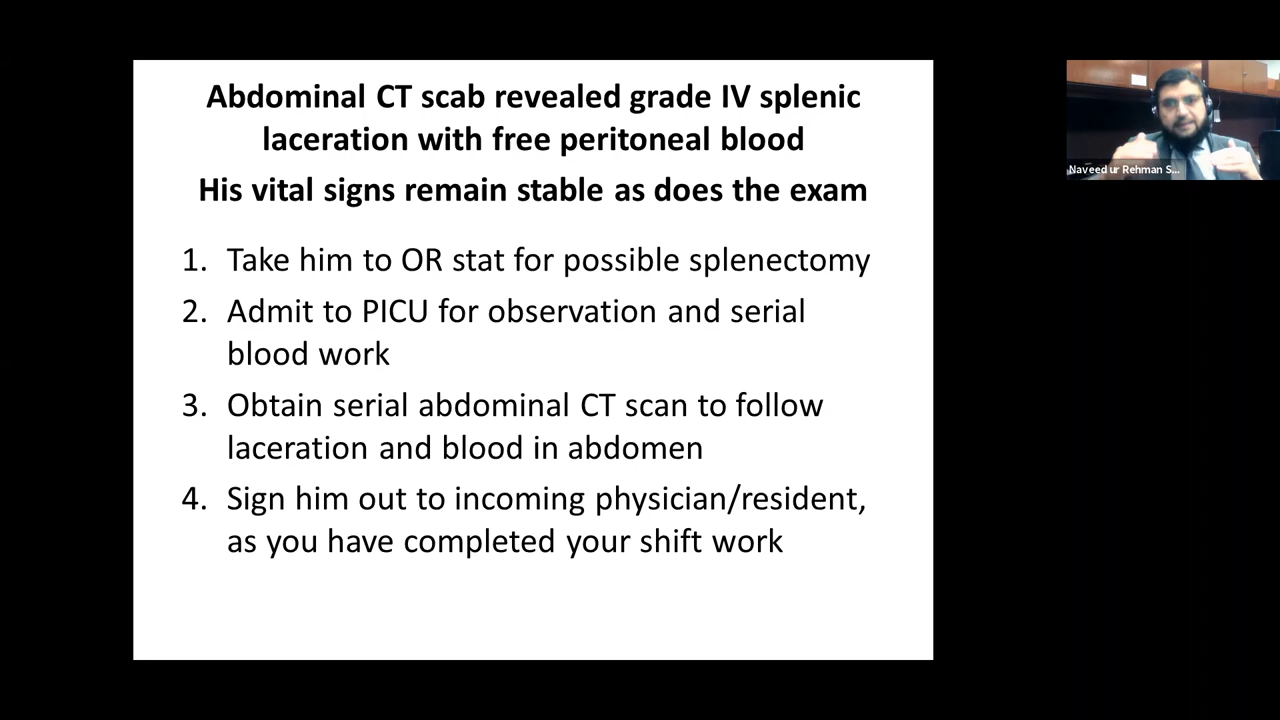 Abdominal CT scab revealed grade IV splenic
laceration with free peritoneal blood
His vital signs remain stable as does the exam
1. Take him to OR stat for possible splenectomy
2. Admit to PICU for observation and serial
blood work
3. Obtain serial abdominal CT scan to follow
laceration and blood in abdomen
4. Sign him out to incoming physician/resident,
as you have completed your shift work
Naveed ur Rehman S...